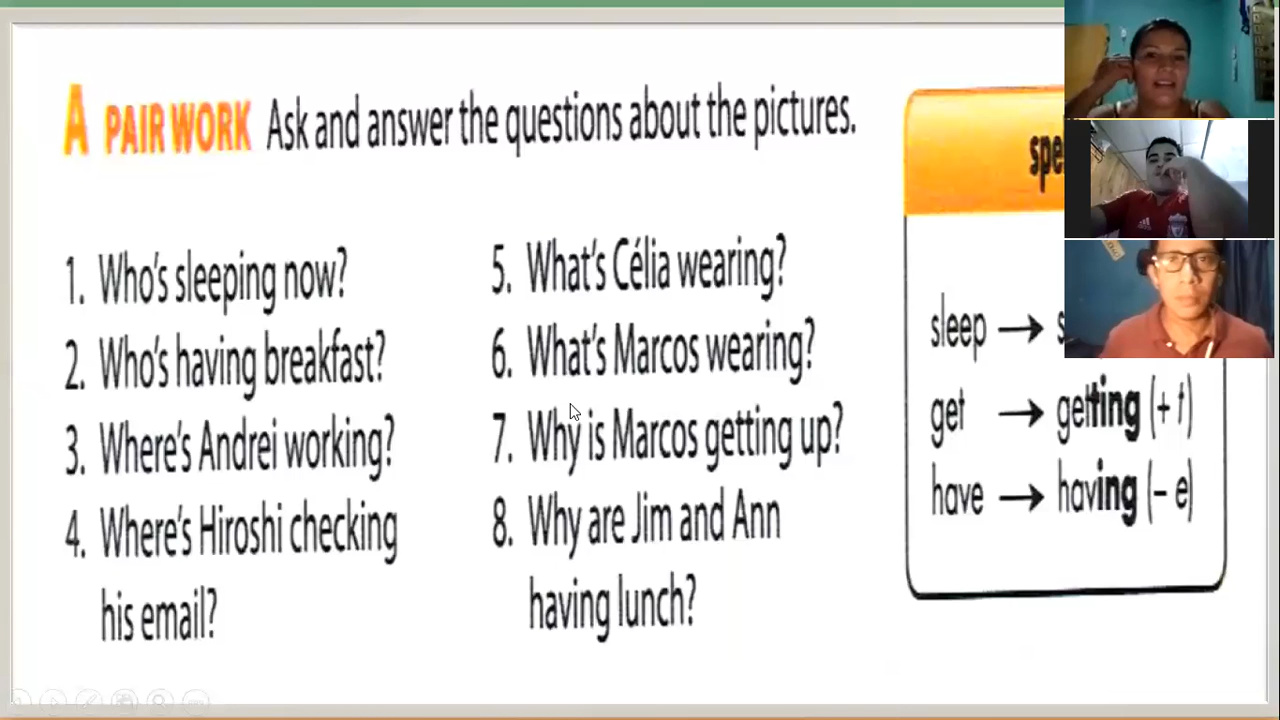 A PAIR WORK Ask and answer the questions about the pictures.
1. Who's sleeping now?
2. Who's having breakfast?
3. Where's Andrei working?
4. Where's Hiroshi checking
his email?
5. What's Célia wearing?
6. What's Marcos wearing?
7. Why is Marcos getting up?
8. Why are Jim and Ann
having lunch?
sleep →
get → getting (+ t)
have → having (– e)